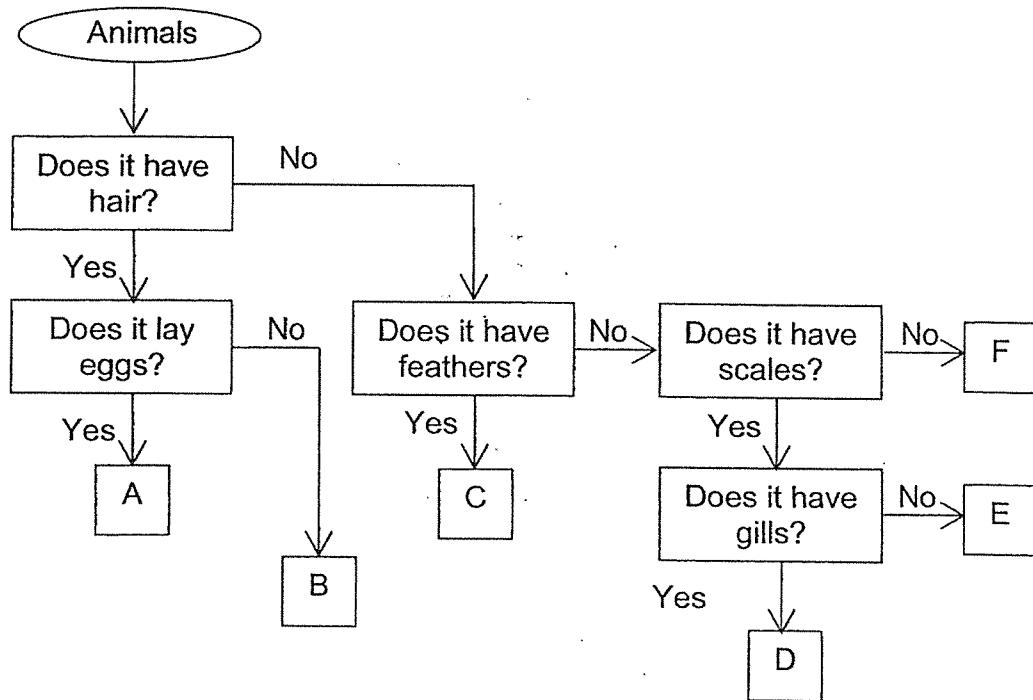 Animals
Does it have
hair?
No
Yes
Does it lay
eggs?
No
Does it have
feathers?
No
Does it have
scales?
No
F
Yes
A
Yes
C
Yes
Does it have
gills?
No
E
B
Yes
D